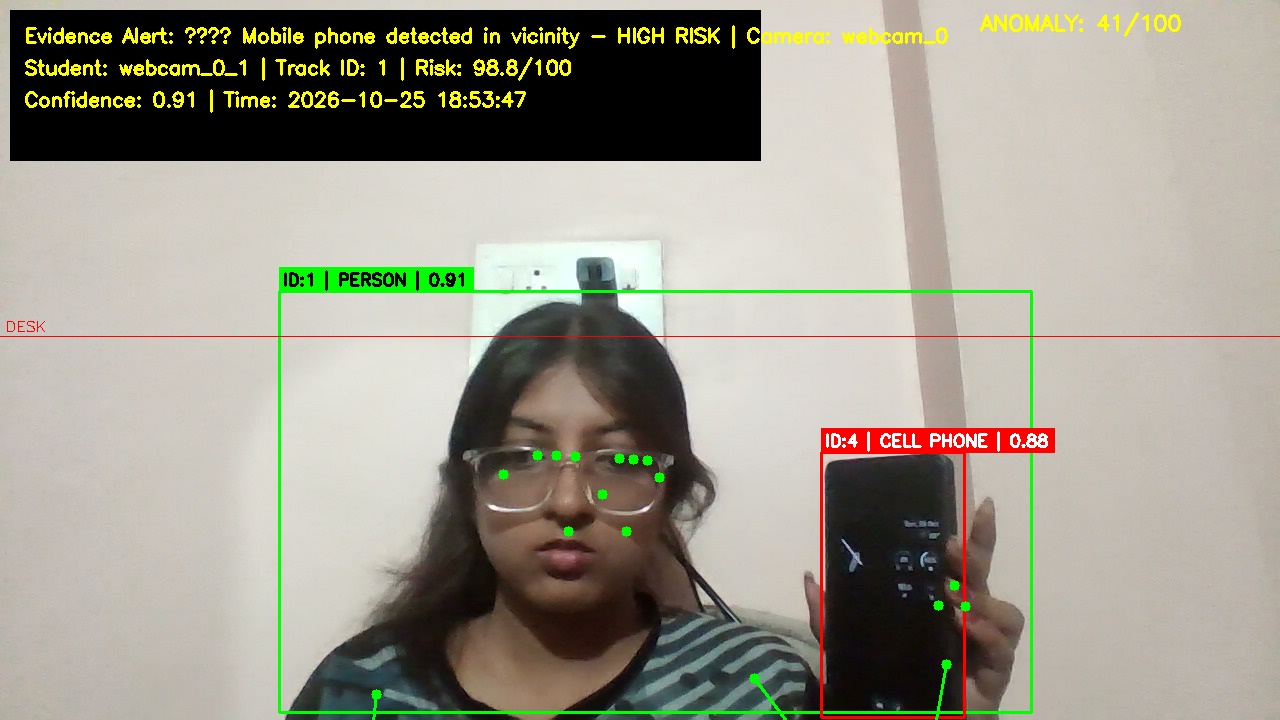 Evidence Alert: ???? Mobile phone detected in vicinity - HIGH RISK | Camera: webcam_0
ANOMALY: 41/100
Student: webcam_0_1 | Track ID: 1 | Risk: 98.8/100
Confidence: 0.91 | Time: 2026-10-25 18:53:47
ID:1 | PERSON | 0.91
DESK
ID:4 | CELL PHONE | 0.88